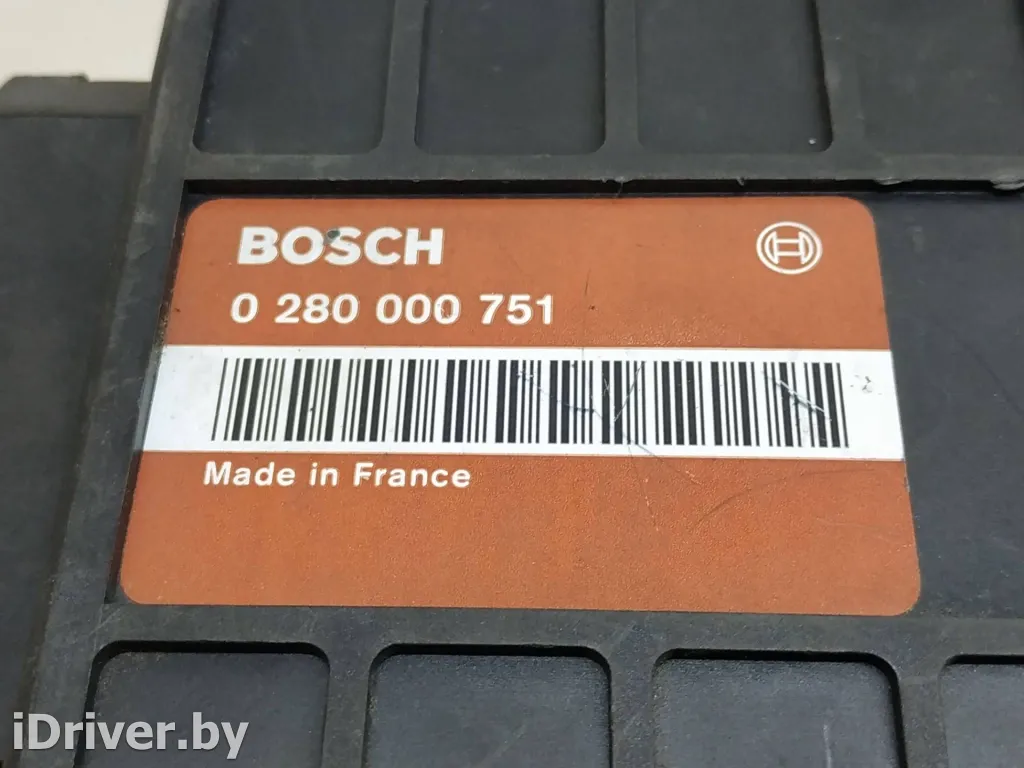 BOSCH
0 280 000 751
Made in France
iDriver.by